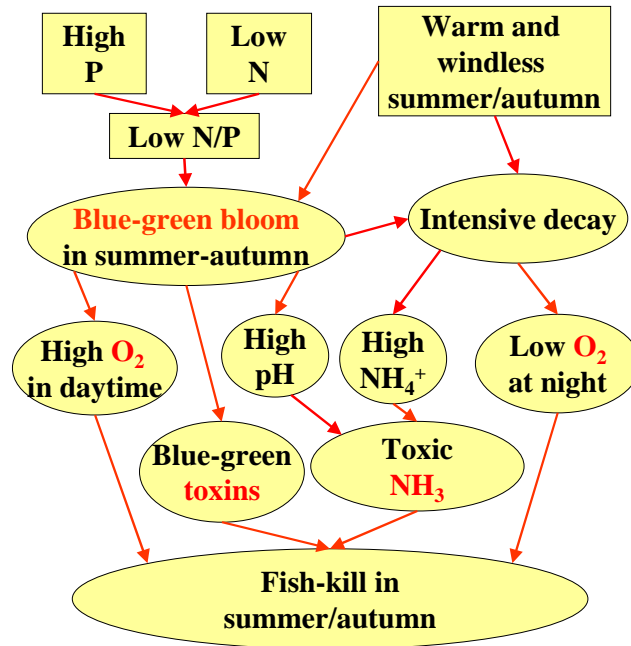 High
P
Low
N
Warm and
windless
summer/autumn
Low N/P
Blue-green bloom
in summer-autumn
Intensive decay
High O₂
in daytime
High
pH
High
NH₄⁺
Low O₂
at night
Blue-green
toxins
Toxic
NH₃
Fish-kill in
summer/autumn